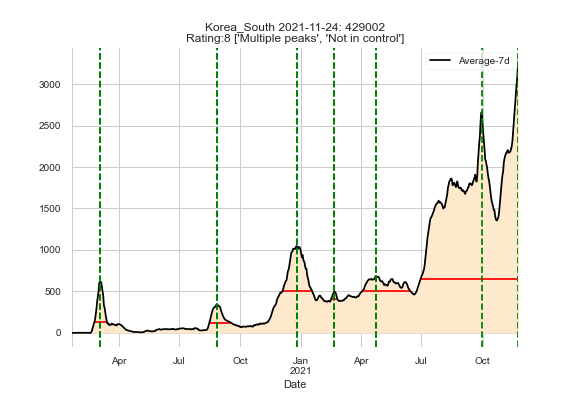 Korea_South 2021-11-24: 429002
Rating:8 ['Multiple peaks', 'Not in control']
Average-7d
3000
2500
2000
1500
1000
500
0
Apr Jul Oct Jan Apr Jul Oct
2021
Date